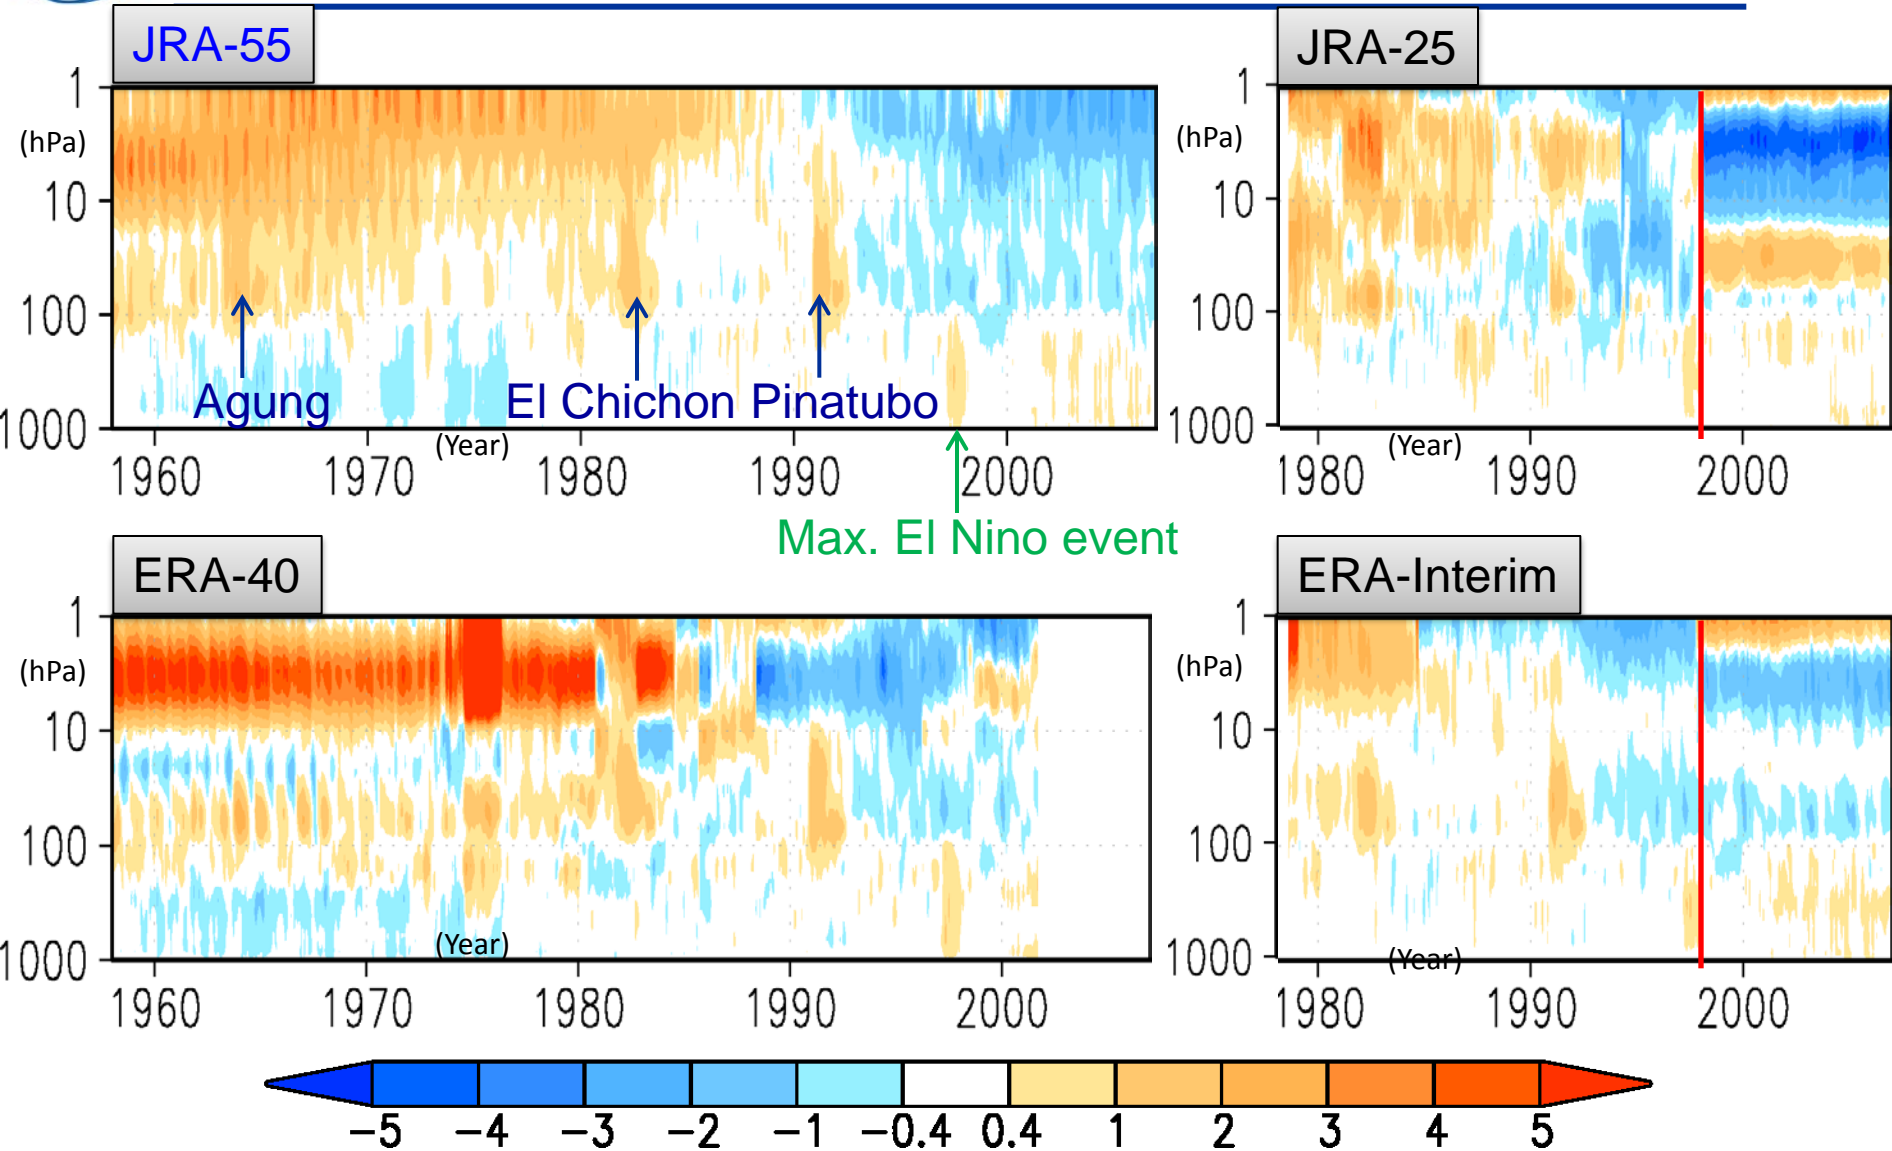 JRA-55
1
(hPa)
10
100
1000
Agung
El Chichon
Pinatubo
(Year)
1960
1970
1980
1990
2000
Max. El Nino event
JRA-25
1
(hPa)
10
100
1000
(Year)
1980
1990
2000
ERA-40
1
(hPa)
10
100
1000
(Year)
1960
1970
1980
1990
2000
ERA-Interim
1
(hPa)
10
100
1000
(Year)
1980
1990
2000
−5 −4 −3 −2 −1 −0.4 0.4 1 2 3 4 5